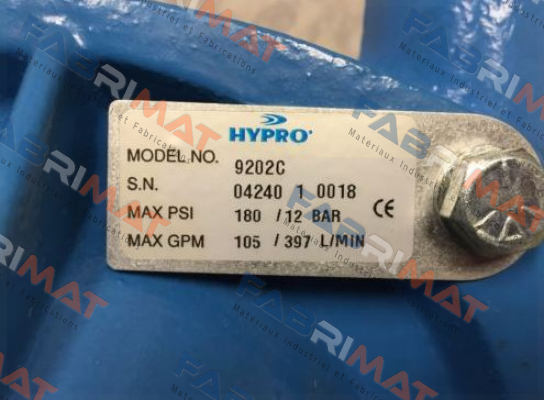 HYPRO
MODEL NO. 9202C
S.N. 04240 1 0018
MAX PSI 180 / 12 BAR
CE
MAX GPM 105 / 397 L/MIN
FABRIMAT
Materiaux Industriel et Fabrications